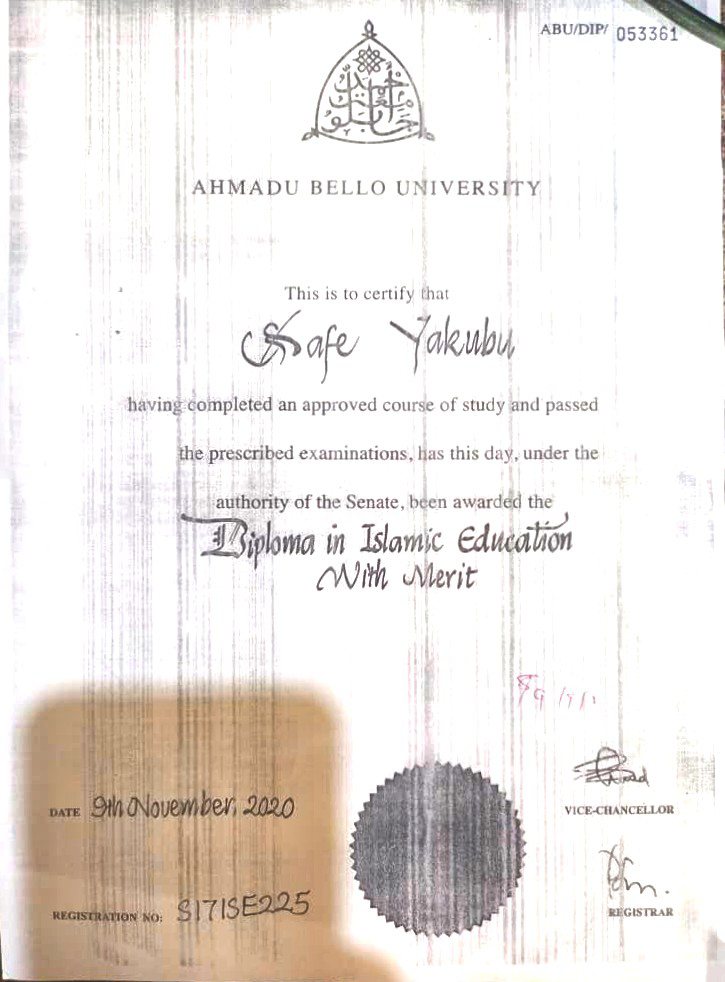 ABU/DIP/ 053361
AHMADU BELLO UNIVERSITY
This is to certify that
Safe Yakubu
having completed an approved course of study and passed
the prescribed examinations, has this day, under the
authority of the Senate, been awarded the
Diploma in Islamic Education
With Merit
VICE-CHANCELLOR
DATE 9th November, 2020
REGISTRAR
REGISTRATION NO: S17ISE225